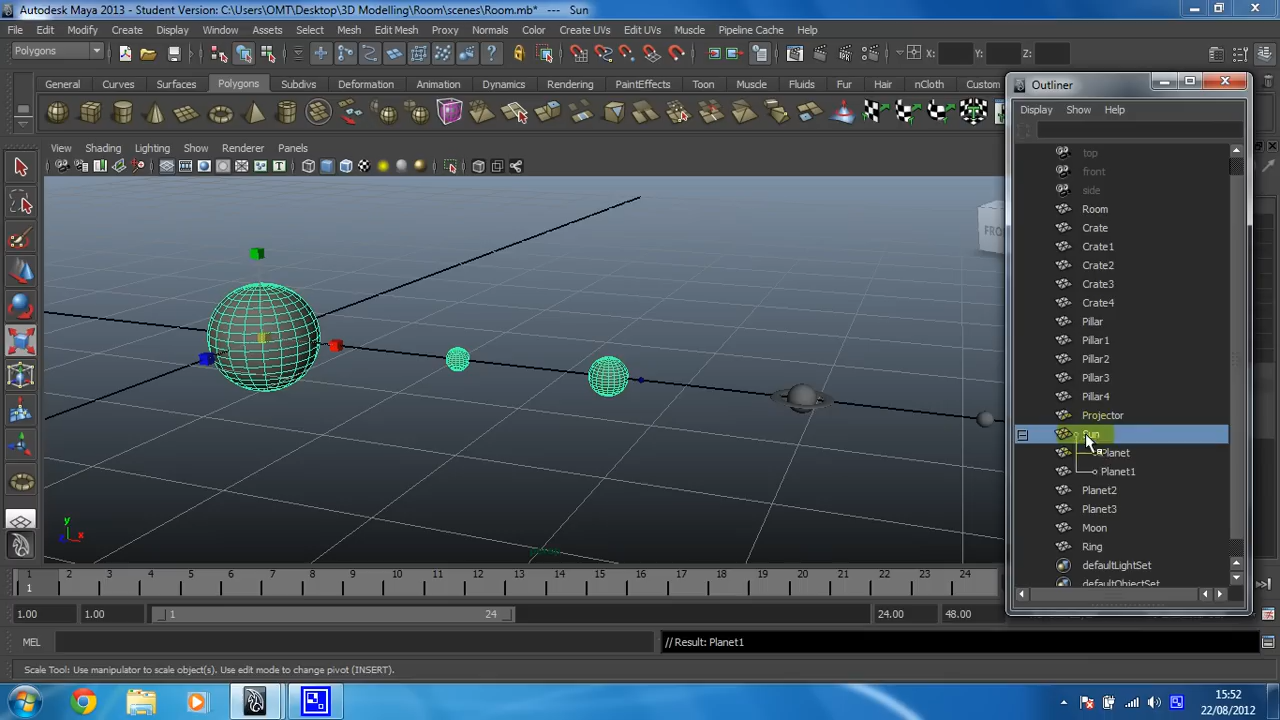 Autodesk Maya 2013 - Student Version: C:\Users\OMT\Desktop\3D Modelling\Room\scenes\Room.mb* --- Sun
File Edit Modify Create Display Window Assets Select Mesh Edit Mesh Proxy Normals Color Create UVs Edit UVs Muscle Pipeline Cache Help
Polygons X: Y: Z:
General Curves Surfaces Polygons Subdiv Deformation Animation Dynamics Rendering PaintEffects Toon Muscle Fluids Fur Hair nCloth Custom
View Shading Lighting Show Renderer Panels
Outliner
Display Show Help
top
front
side
Room
Crate
Crate1
Crate2
Crate3
Crate4
Pillar
Pillar1
Pillar2
Pillar3
Pillar4
Projector
Sun
Planet
Planet1
Planet2
Planet3
Moon
Ring
defaultLightSet
defaultObjectSet
y
x
1 2 3 4 5 6 7 8 9 10 11 12 13 14 15 16 17 18 19 20 21 22 23 24
1
1.00 1.00 1 24 24.00 48.00
MEL // Result: Planet1
Scale Tool: Use manipulator to scale object(s). Use edit mode to change pivot (INSERT).
15:52
22/08/2012